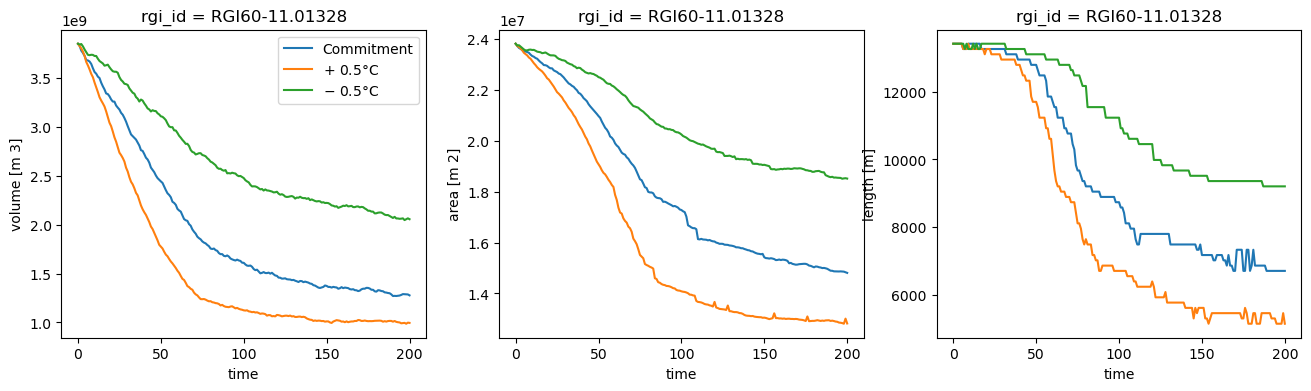 rgi_id = RGI60-11.01328
1e9
volume [m 3]
3.5
3.0
2.5
2.0
1.5
1.0
Commitment
+ 0.5°C
− 0.5°C
0 50 100 150 200
time
rgi_id = RGI60-11.01328
1e7
area [m 2]
2.4
2.2
2.0
1.8
1.6
1.4
0 50 100 150 200
time
rgi_id = RGI60-11.01328
length [m]
12000
10000
8000
6000
0 50 100 150 200
time